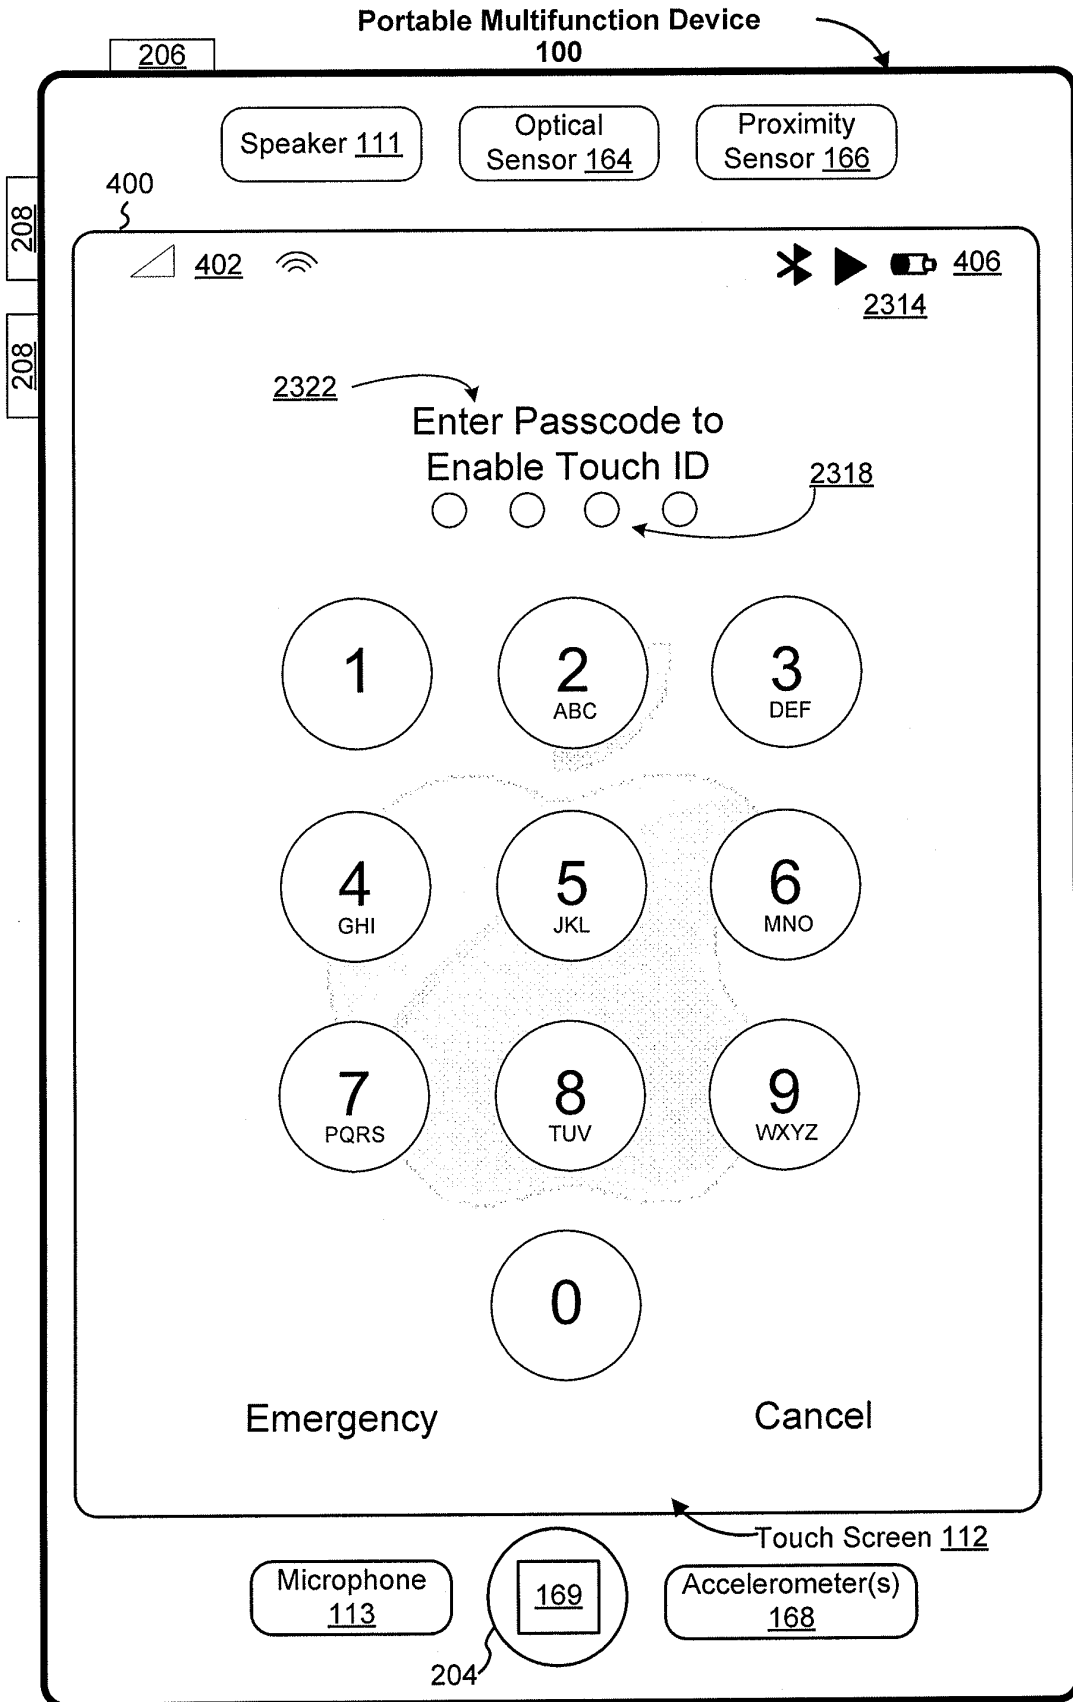 Portable Multifunction Device
100
206
Speaker 111
Optical
Sensor 164
Proximity
Sensor 166
400
208
402
406
2314
208
2322
Enter Passcode to
Enable Touch ID
2318
1
2
ABC
3
DEF
4
GHI
5
JKL
6
MNO
7
PQRS
8
TUV
9
WXYZ
0
Emergency
Cancel
Touch Screen 112
Microphone
113
169
Accelerometer(s)
168
204